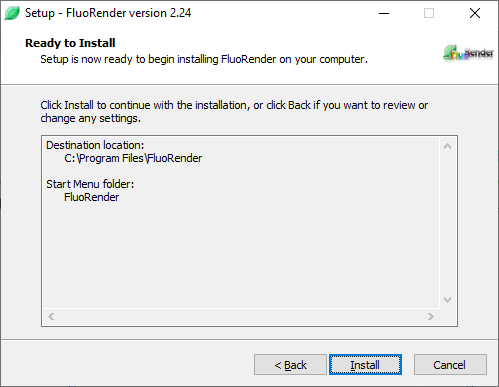 Setup - FluoRender version 2.24
Ready to Install
Setup is now ready to begin installing FluoRender on your computer.
FluoRender
Click Install to continue with the installation, or click Back if you want to review or
change any settings.
Destination location:
C:\Program Files\FluoRender
Start Menu folder:
FluoRender
< Back
Install
Cancel